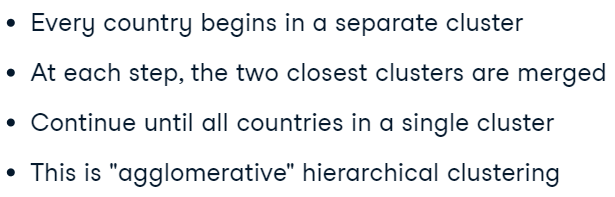 • Every country begins in a separate cluster
• At each step, the two closest clusters are merged
• Continue until all countries in a single cluster
• This is "agglomerative" hierarchical clustering